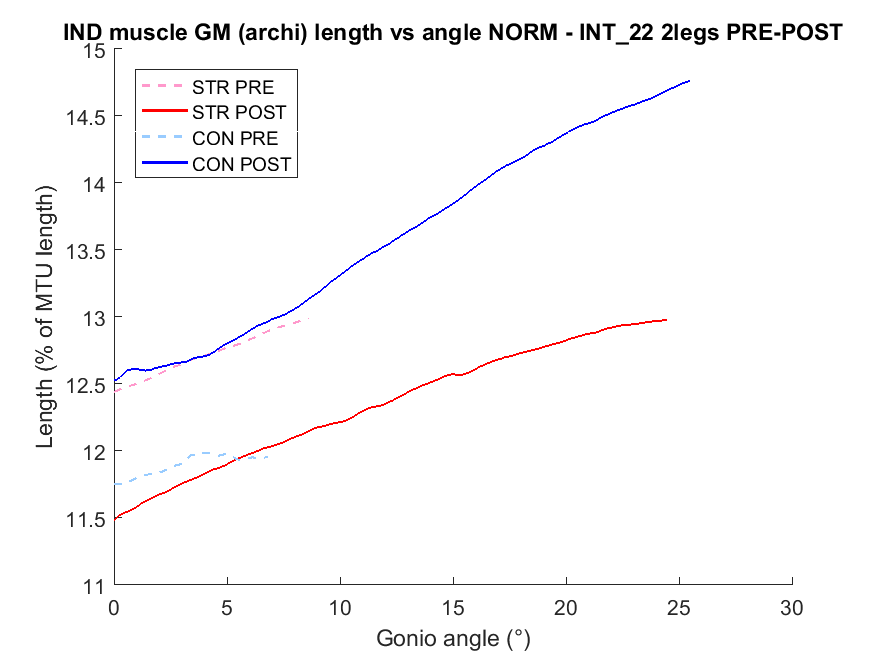 IND muscle GM (archi) length vs angle NORM - INT_22 2legs PRE-POST
STR PRE
STR POST
CON PRE
CON POST
Length (% of MTU length)
15
14.5
14
13.5
13
12.5
12
11.5
11
0 5 10 15 20 25 30
Gonio angle (°)